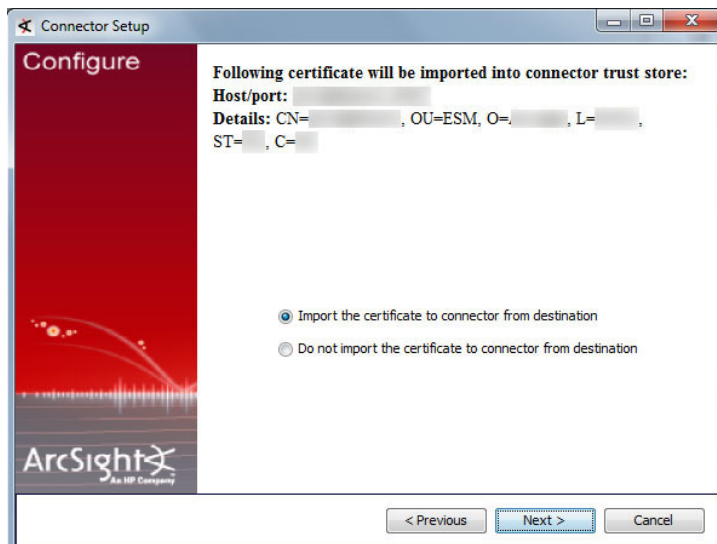 Connector Setup
Configure
Following certificate will be imported into connector trust store:
Host/port:
Details: CN= , OU=ESM, O= , L= ,
ST= , C=
Import the certificate to connector from destination
Do not import the certificate to connector from destination
ArcSight
An HP Company
< Previous
Next >
Cancel